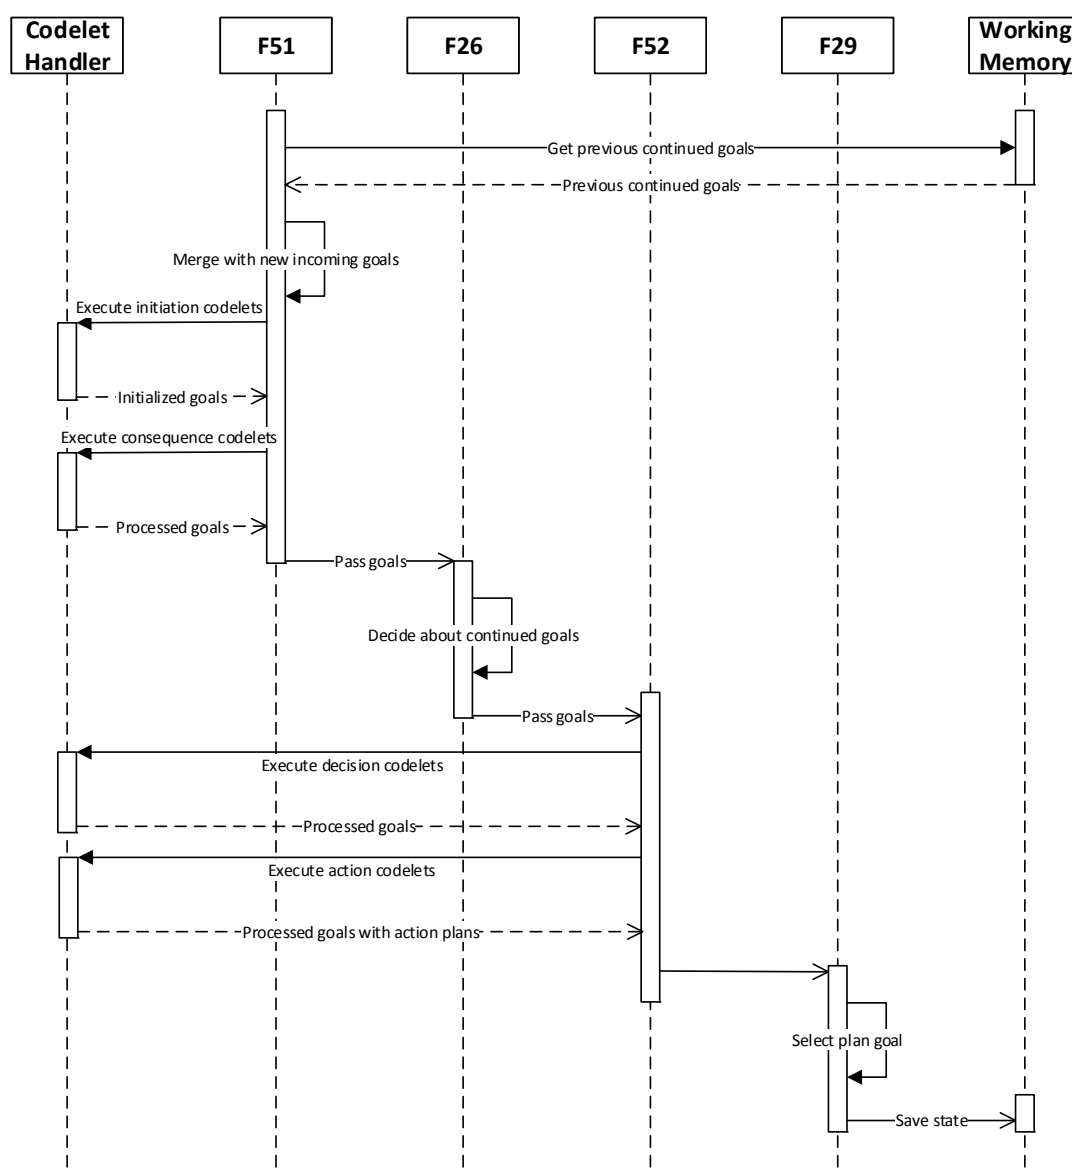 Codelet
Handler
F51
F26
F52
F29
Working
Memory
Get previous continued goals
Previous continued goals
Merge with new incoming goals
Execute initiation codelets
Initialized goals
Execute consequence codelets
Processed goals
Pass goals
Decide about continued goals
Pass goals
Execute decision codelets
Processed goals
Execute action codelets
Processed goals with action plans
Select plan goal
Save state